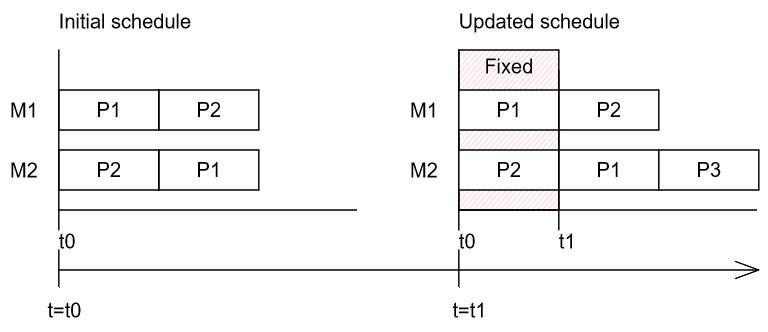 Initial schedule
M1 P1 P2
M2 P2 P1
t0
t=t0
Updated schedule
Fixed
M1 P1 P2
M2 P2 P1 P3
t0 t1
t=t1